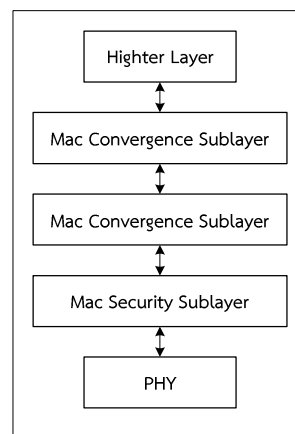 Highter Layer
Mac Convergence Sublayer
Mac Convergence Sublayer
Mac Security Sublayer
PHY